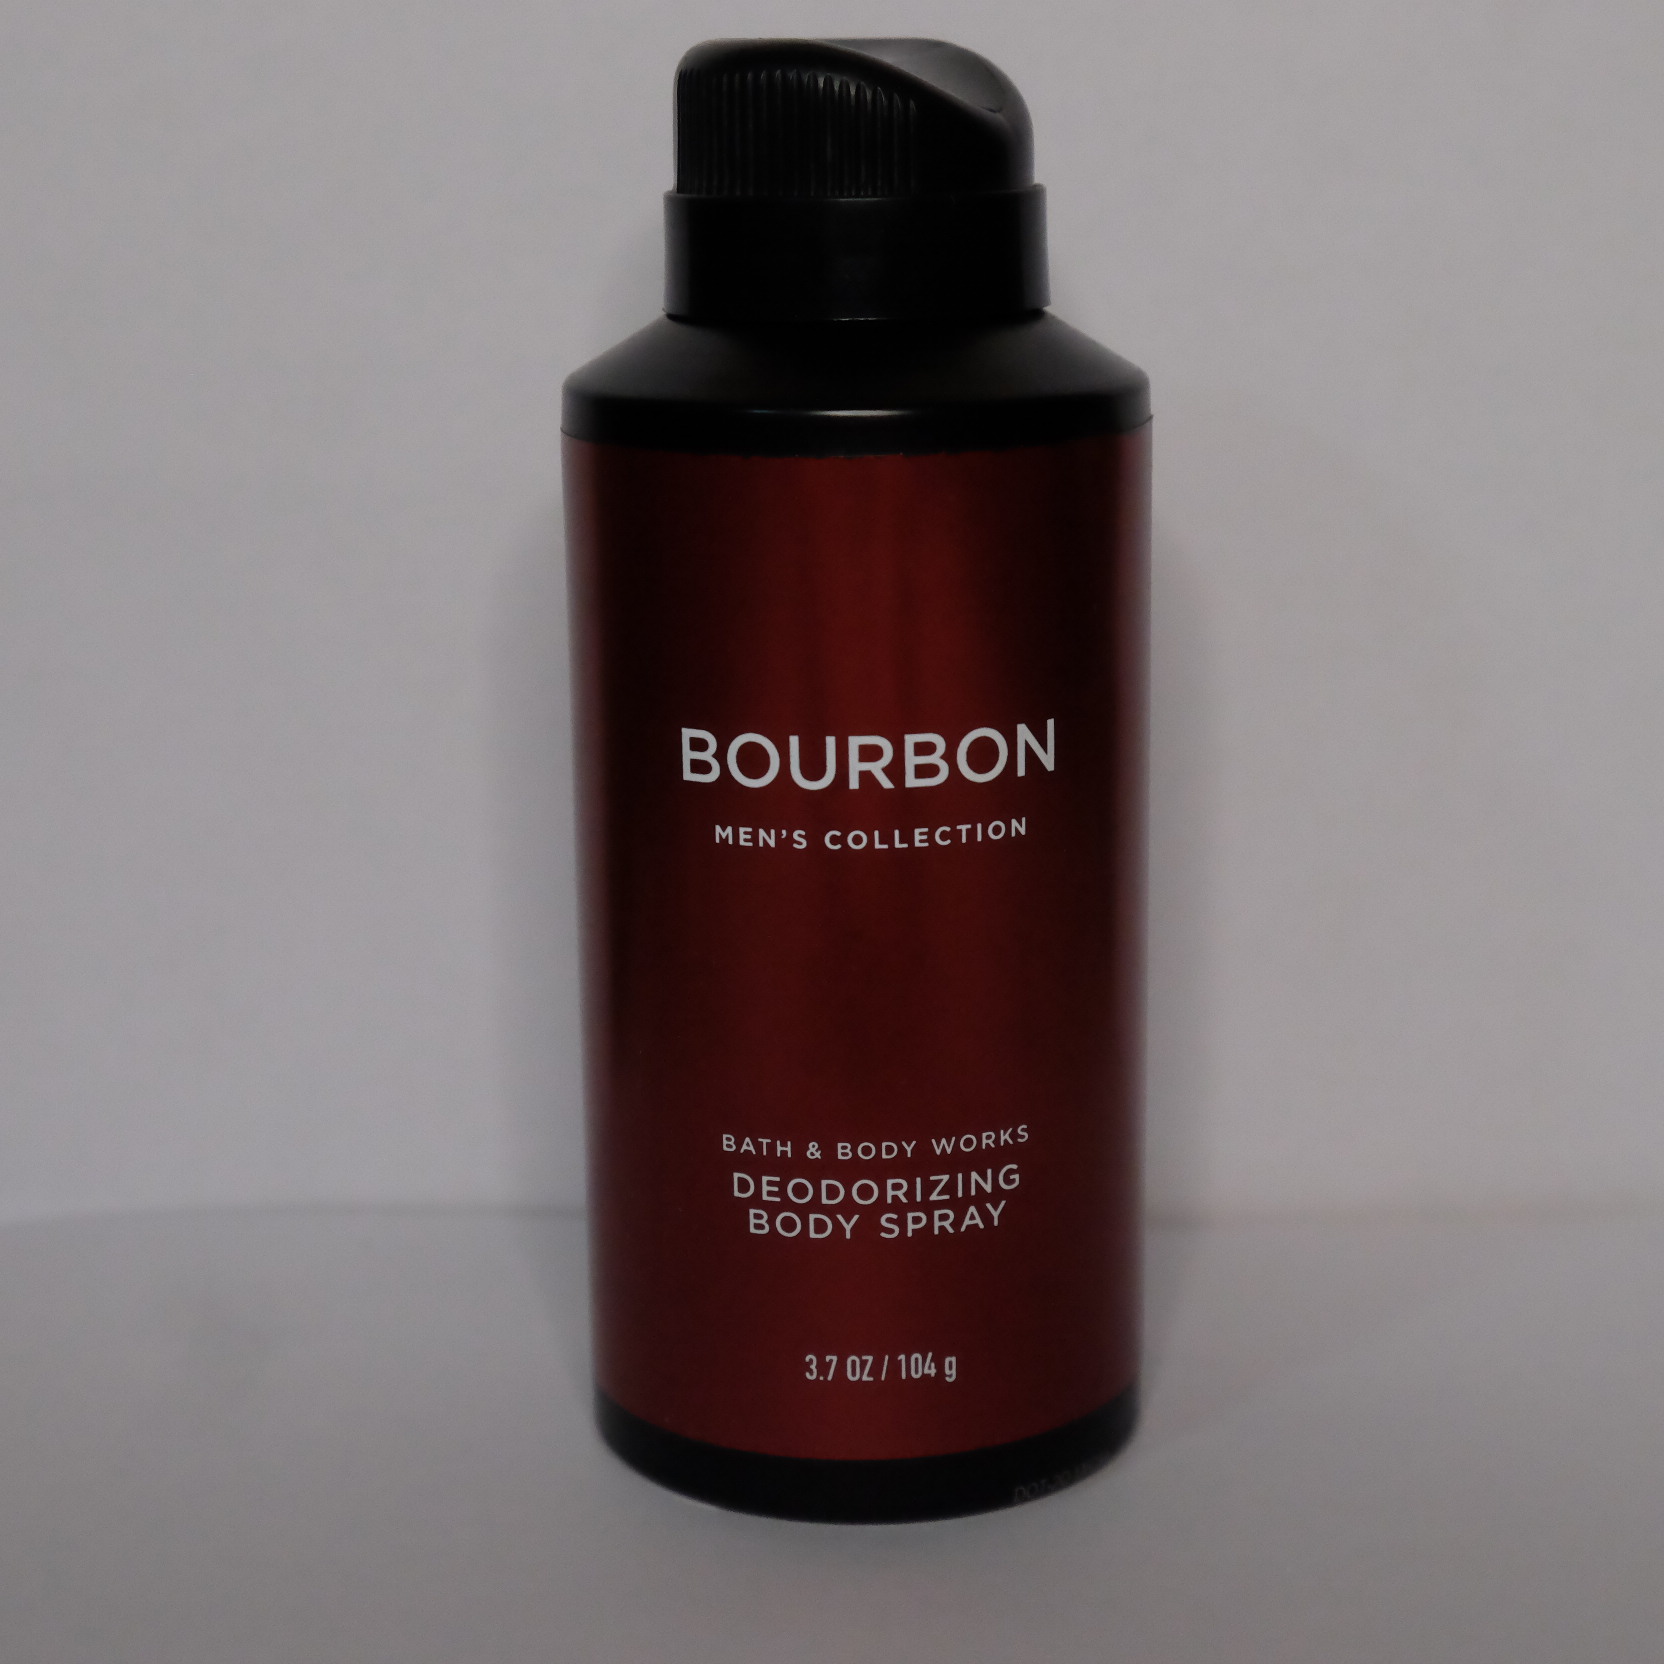 BOURBON
MEN'S COLLECTION
BATH & BODY WORKS
DEODORIZING
BODY SPRAY
3.7 OZ / 104 g